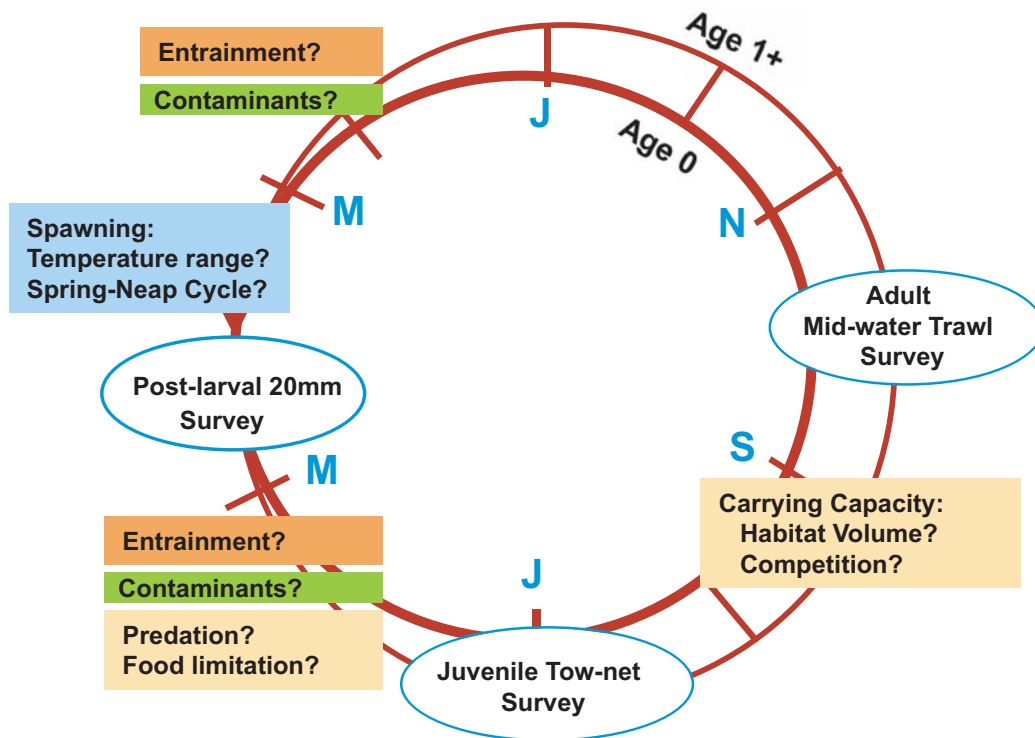 Entrainment?
Contaminants?
J
Age 1+
Age 0
M
N
Spawning:
Temperature range?
Spring-Neap Cycle?
Adult
Mid-water Trawl
Survey
Post-larval 20mm
Survey
M
S
Carrying Capacity:
Habitat Volume?
Competition?
Entrainment?
Contaminants?
Predation?
Food limitation?
J
Juvenile Tow-net
Survey